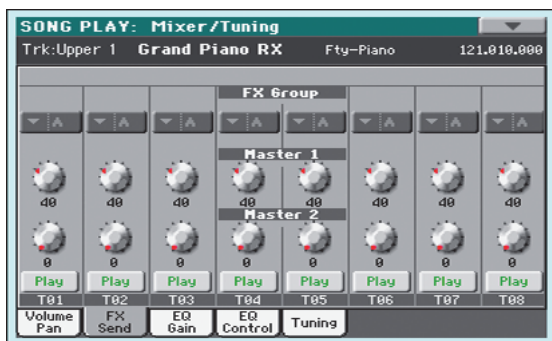 SONG PLAY: Mixer/Tuning
Trk:Upper 1 Grand Piano RX Fty-Piano 121.010.000
FX Group
A A A A A A A A
Master 1
40 40 40 40 40 40 40 40
Master 2
0 0 0 0 0 0 0 0
Play Play Play Play Play Play Play Play
T01 T02 T03 T04 T05 T06 T07 T08
Volume Pan FX Send EQ Gain EQ Control Tuning